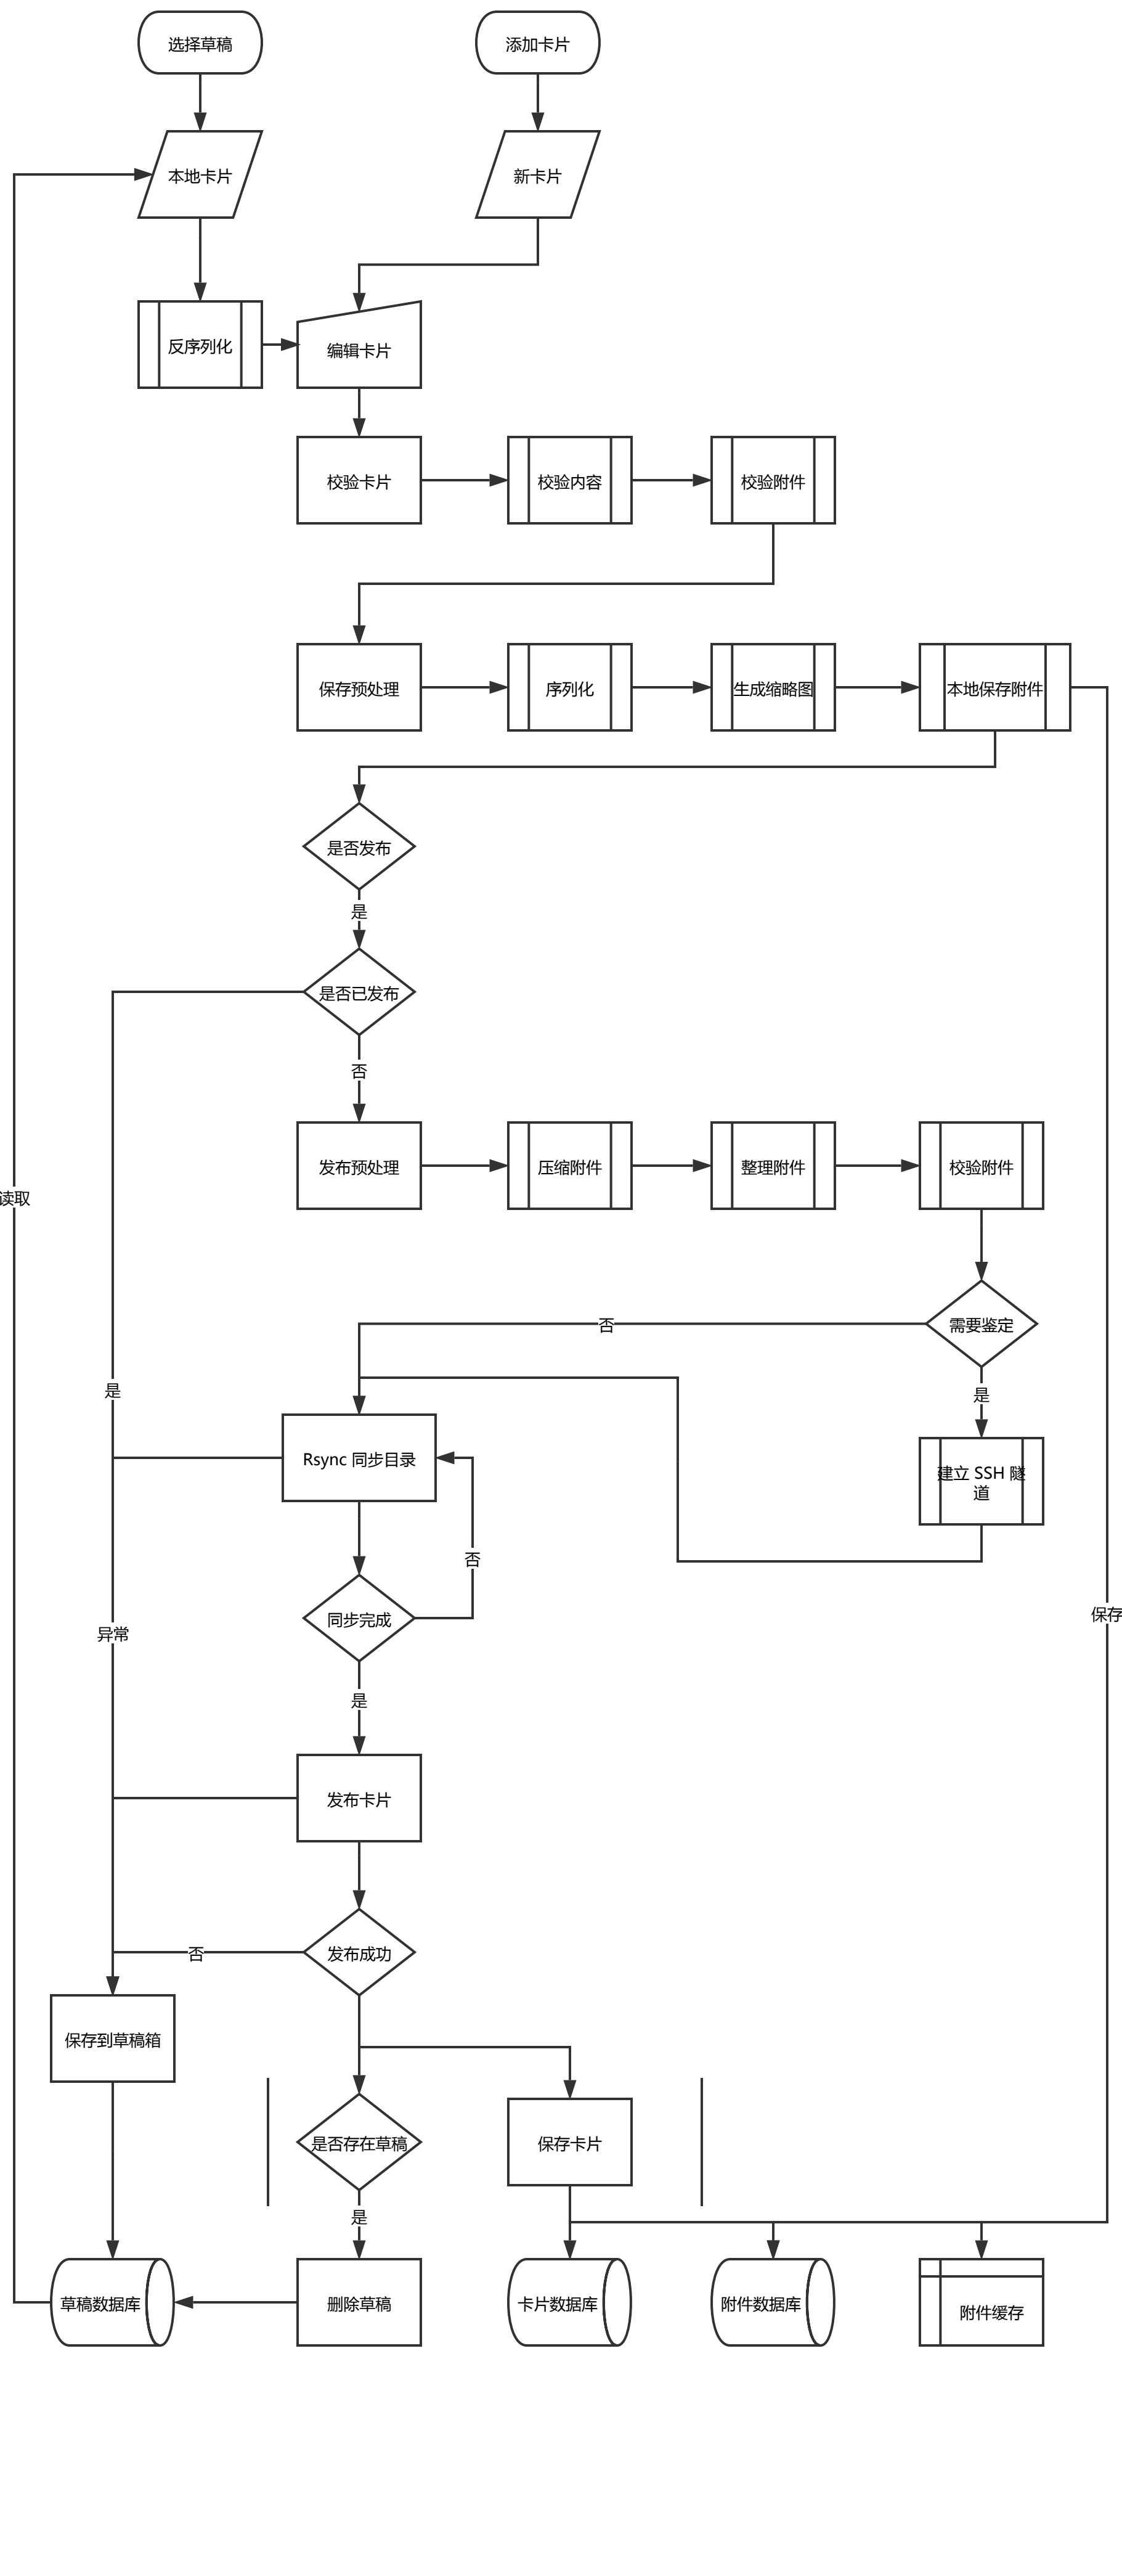 选择草稿
添加卡片
本地卡片
新卡片
反序列化
编辑卡片
校验卡片
校验内容
校验附件
保存预处理
序列化
生成缩略图
本地保存附件
是否发布
是
是否已发布
否
发布预处理
压缩附件
整理附件
校验附件
读取
需要鉴定
否
是
是
Rsync 同步目录
建立 SSH 隧
道
否
同步完成
保存
异常
是
发布卡片
发布成功
否
保存到草稿箱
是否存在草稿
保存卡片
是
草稿数据库
删除草稿
卡片数据库
附件数据库
附件缓存